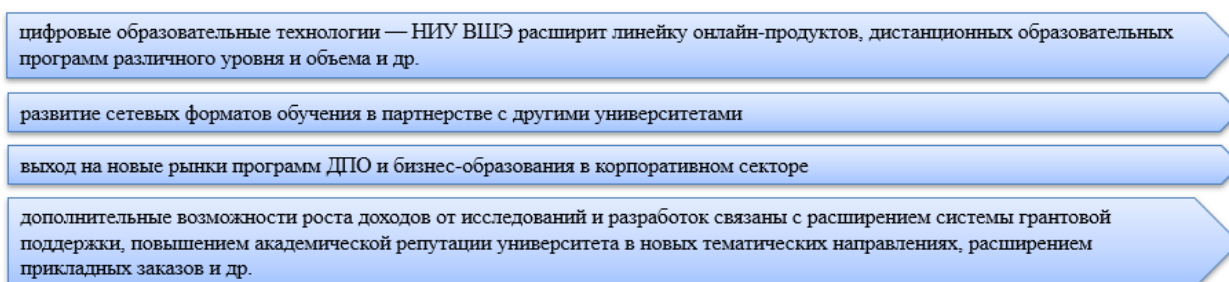 цифровые образовательные технологии — НИУ ВШЭ расширит линейку онлайн-продуктов, дистанционных образовательных
программ различного уровня и объема и др.
развитие сетевых форматов обучения в партнерстве с другими университетами
выход на новые рынки программ ДПО и бизнес-образования в корпоративном секторе
дополнительные возможности роста доходов от исследований и разработок связаны с расширением системы грантовой
поддержки, повышением академической репутации университета в новых тематических направлениях, расширением
прикладных заказов и др.